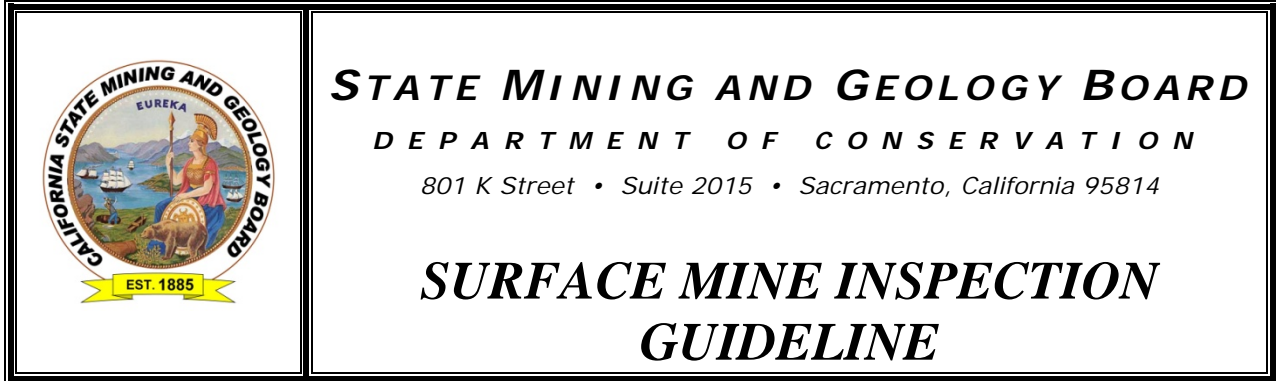 CALIFORNIA STATE MINING AND GEOLOGY BOARD
EUREKA
EST. 1885
STATE MINING AND GEOLOGY BOARD
DEPARTMENT OF CONSERVATION
801 K Street • Suite 2015 • Sacramento, California 95814
SURFACE MINE INSPECTION
GUIDELINE